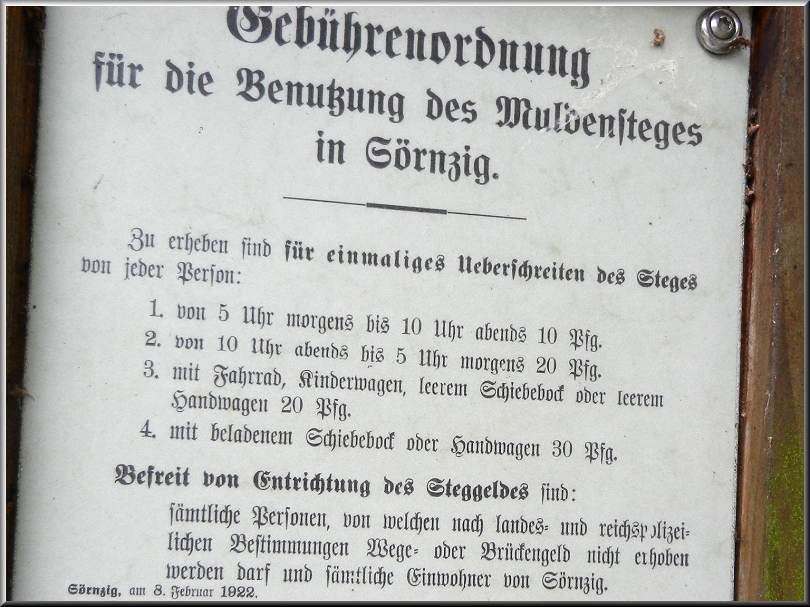 Gebührenordnung
für die Benutzung des Muldensteges
in Sörnzig.
Zu erheben sind für einmaliges Ueberschreiten des Steges
von jeder Person:
1. von 5 Uhr morgens bis 10 Uhr abends 10 Pfg.
2. von 10 Uhr abends bis 5 Uhr morgens 20 Pfg.
3. mit Fahrrad, Kinderwagen, leerem Schiebebock oder leerem
Handwagen 20 Pfg.
4. mit beladenem Schiebebock oder Handwagen 30 Pfg.
Befreit von Entrichtung des Steggeldes sind:
sämtliche Personen, von welchen nach landes- und reichspolizei-
lichen Bestimmungen Wege- oder Brückengeld nicht erhoben
werden darf und sämtliche Einwohner von Sörnzig.
Sörnzig, am 8. Februar 1922.